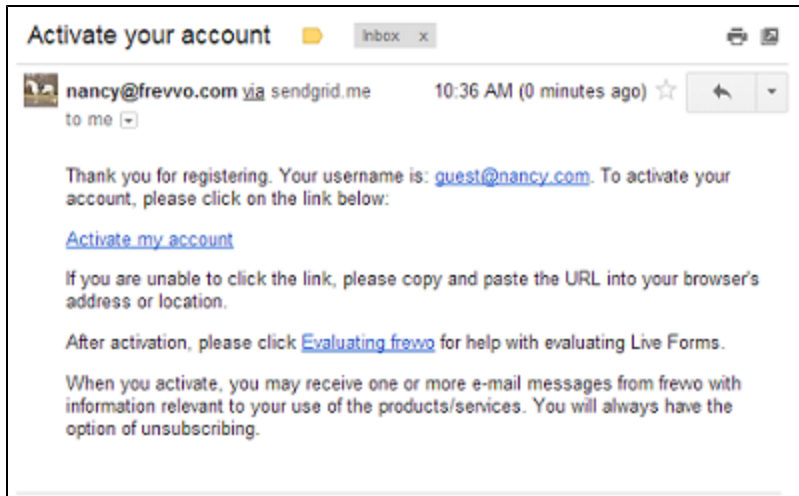 Activate your account Inbox x
nancy@frevvo.com via sendgrid.me 10:36 AM (0 minutes ago)
to me
Thank you for registering. Your username is: guest@nancy.com. To activate your
account, please click on the link below:
Activate my account
If you are unable to click the link, please copy and paste the URL into your browser's
address or location.
After activation, please click Evaluating frevvo for help with evaluating Live Forms.
When you activate, you may receive one or more e-mail messages from frevvo with
information relevant to your use of the products/services. You will always have the
option of unsubscribing.